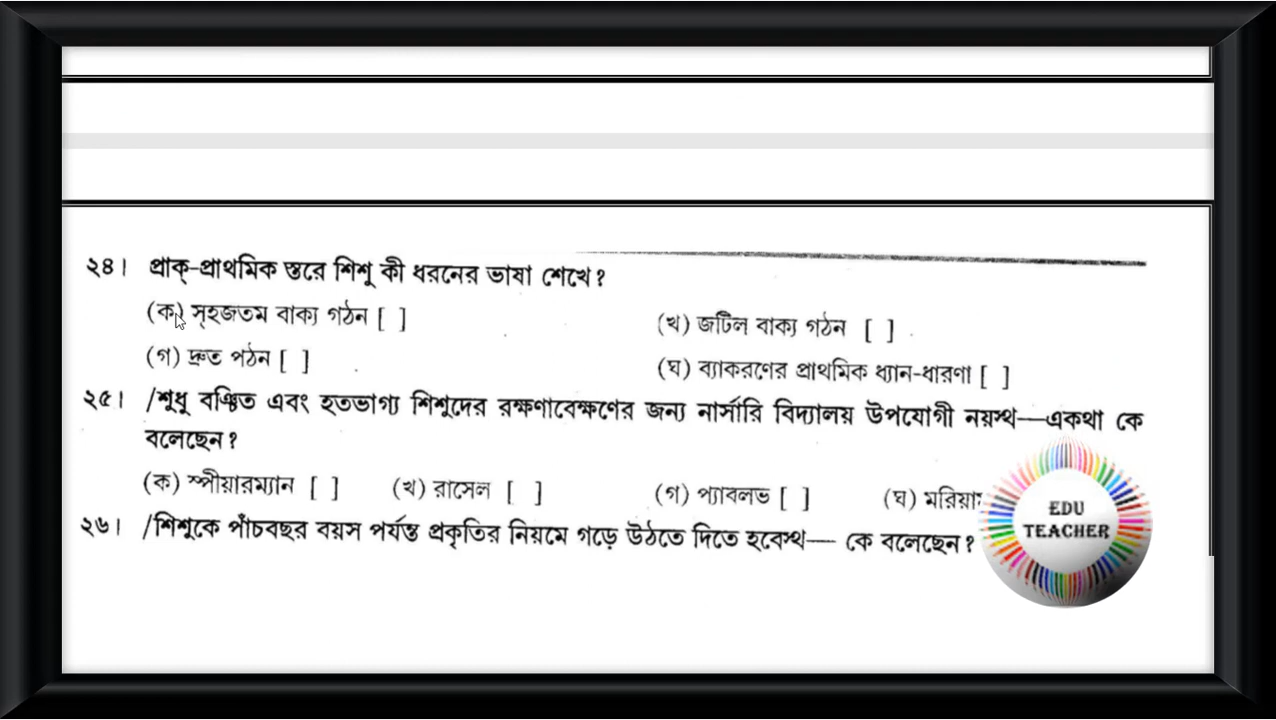 ২৪। প্রাক্-প্রাথমিক স্তরে শিশু কী ধরনের ভাষা শেখে?
(ক) সহজতম বাক্য গঠন [ ] (খ) জটিল বাক্য গঠন [ ]
(গ) দ্রুত পঠন [ ] (ঘ) ব্যাকরণের প্রাথমিক ধ্যান-ধারণা [ ]
২৫। /শুধু বঞ্চিত এবং হতভাগ্য শিশুদের রক্ষণাবেক্ষণের জন্য নার্সারি বিদ্যালয় উপযোগী নয়স্থ—একথা কে
বলেছেন?
(ক) স্পীয়ারম্যান [ ] (খ) রাসেল [ ] (গ) প্যাবলভ [ ] (ঘ)
২৬। /শিশুকে পাঁচবছর বয়স পর্যন্ত প্রকৃতির নিয়মে গড়ে উঠতে দিতে হবেস্থ— কে বলেছেন?
EDU
TEACHER